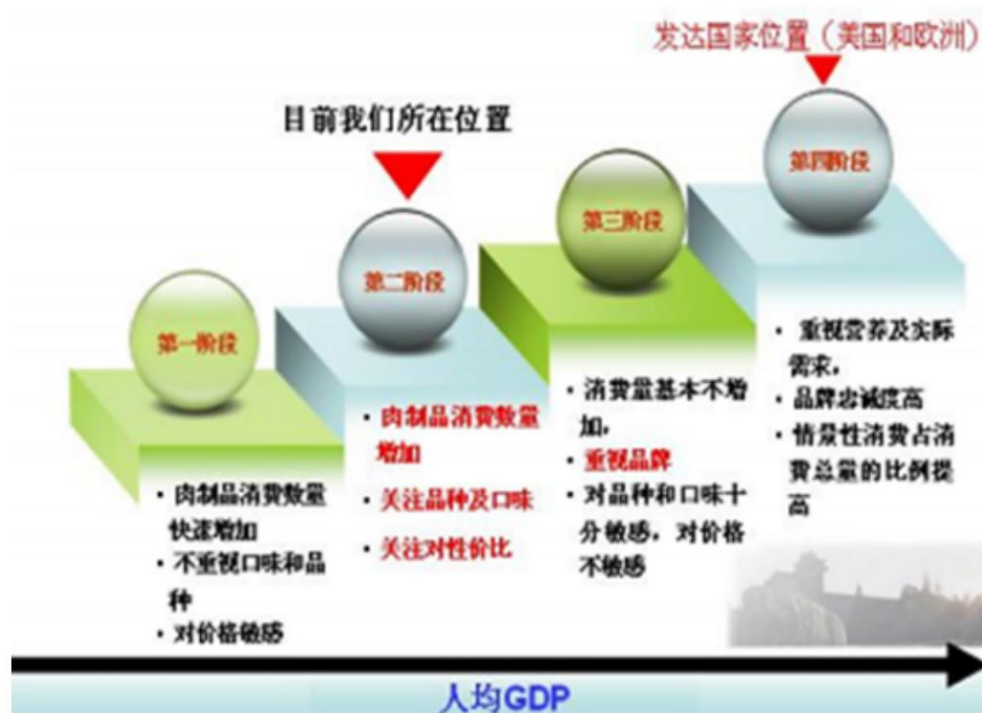 发达国家位置（美国和欧洲）
目前我们所在位置
第四阶段
第三阶段
第二阶段
第一阶段
· 肉制品消费数量
快速增加
· 不重视口味和品
种
· 对价格敏感
· 肉制品消费数量
增加
· 关注品种及口味
· 关注对性价比
· 消费量基本不增
加，
· 重视品牌
· 对品种和口味十
分敏感，对价格
不敏感
· 重视营养及实际
需求，
· 品牌忠诚度高
· 情景性消费占消
费总量的比例提
高
人均GDP